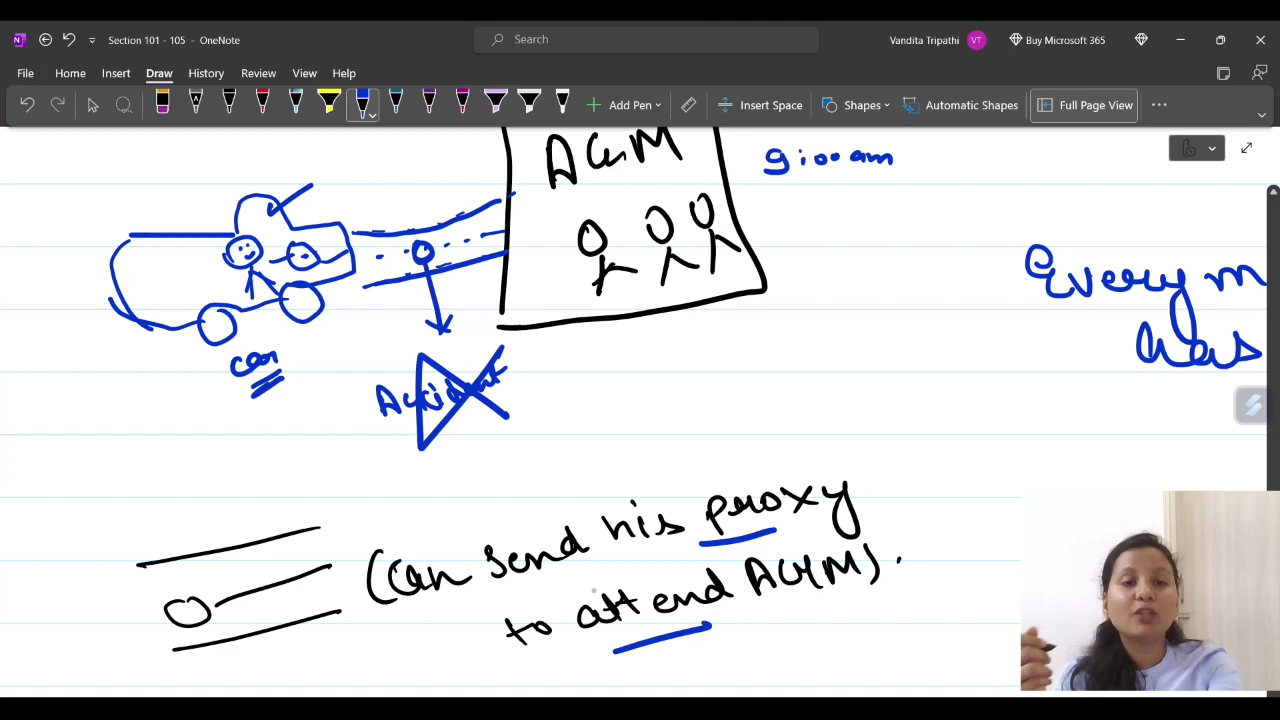 Section 101 - 105 - OneNote
Search
Vandita Tripathi
VT
Buy Microsoft 365
File
Home
Insert
Draw
History
Review
View
Help
Add Pen
Insert Space
Shapes
Automatic Shapes
Full Page View
AGM
9:00 am
Every m
has
car
Accident
(Can send his proxy
to attend AGM).